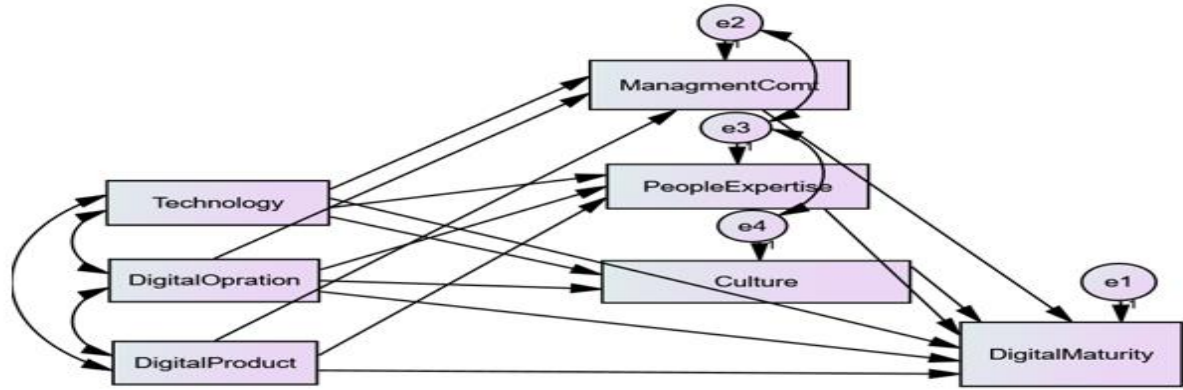 e2
1
ManagmentComt
e3
1
PeopleExpertise
Technology
e4
1
DigitalOpration
Culture
e1
1
DigitalProduct
DigitalMaturity